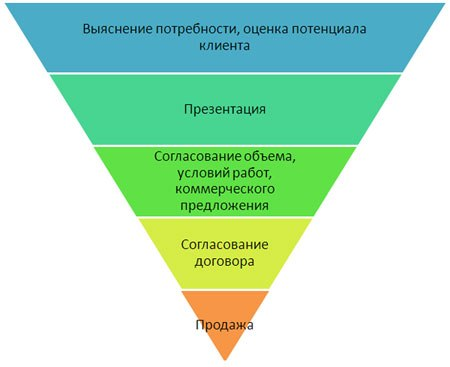 Выяснение потребности, оценка потенциала
клиента
Презентация
Согласование объема,
условий работ,
коммерческого
предложения
Согласование
договора
Продажа